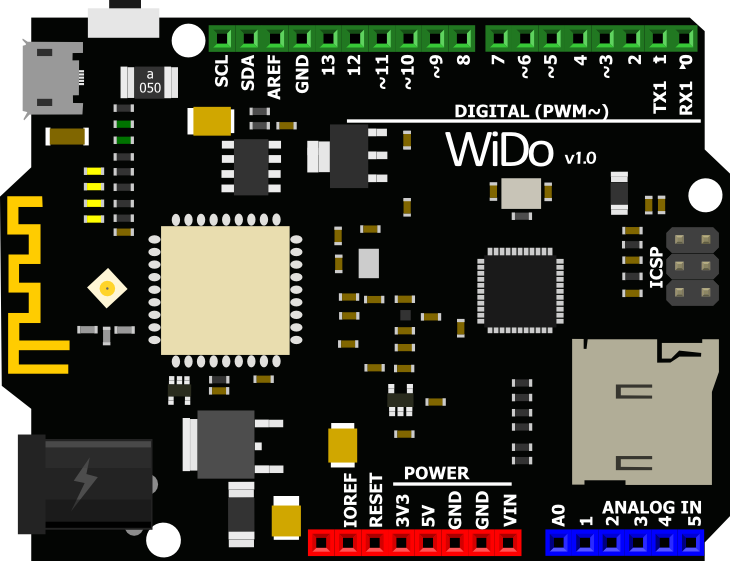 a
050
SCL
SDA
AREF
GND
13
12
~11
~10
~9
8
7
~6
~5
4
~3
2
TX1 1
RX1 0
DIGITAL (PWM~)
WiDo v1.0
ICSP
POWER
IOREF
RESET
3V3
5V
GND
GND
VIN
ANALOG IN
A0
1
2
3
4
5